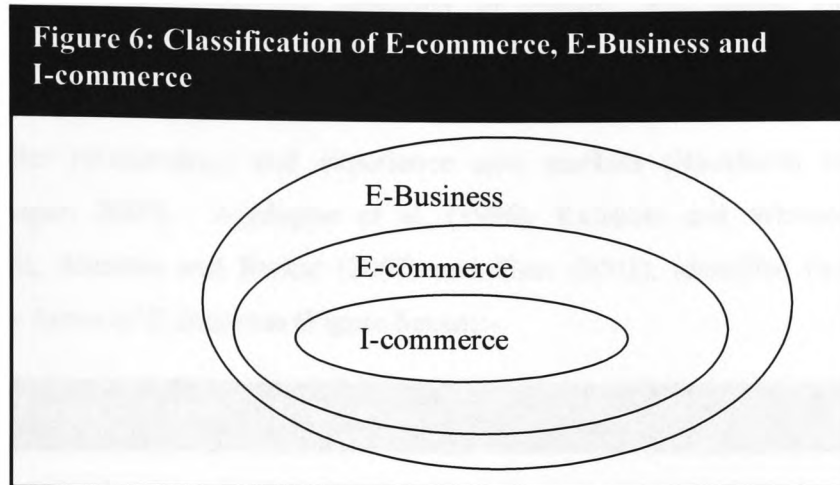 Figure 6: Classification of E-commerce, E-Business and
I-commerce
E-Business
E-commerce
I-commerce